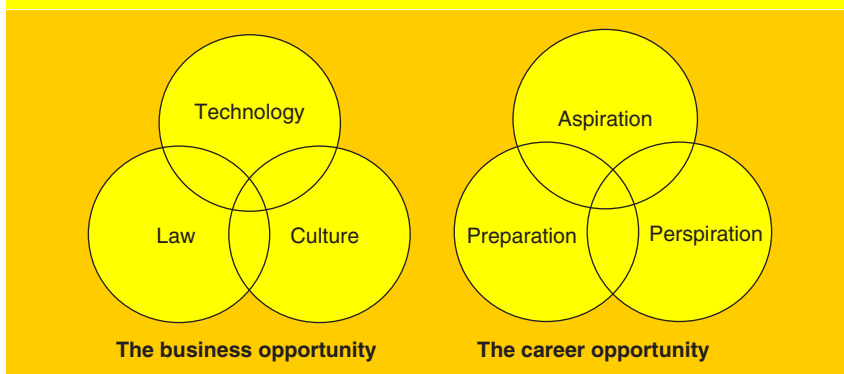 Technology
Law
Culture
The business opportunity
Aspiration
Preparation
Perspiration
The career opportunity